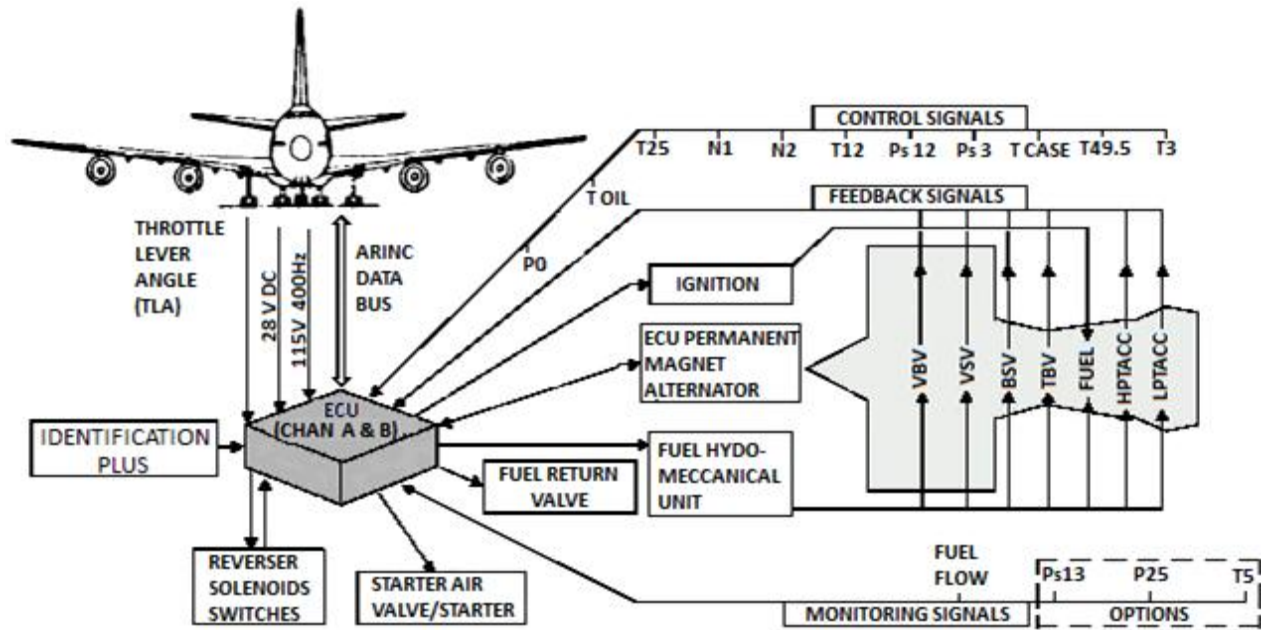 CONTROL SIGNALS
T25 N1 N2 T12 Ps 12 Ps 3 T CASE T49.5 T3
T OIL
P0
FEEDBACK SIGNALS
THROTTLE
LEVER
ANGLE
(TLA)
28 V DC
115V 400Hz
ARINC
DATA
BUS
IGNITION
ECU PERMANENT
MAGNET
ALTERNATOR
VBV
VSV
BSV
TBV
FUEL
HPTACC
LPTACC
ECU
(CHAN A & B)
IDENTIFICATION
PLUS
FUEL HYDO-
MECCANICAL
UNIT
FUEL RETURN
VALVE
REVERSER
SOLENOIDS
SWITCHES
STARTER AIR
VALVE/STARTER
FUEL
FLOW
Ps13 P25 T5
MONITORING SIGNALS
OPTIONS